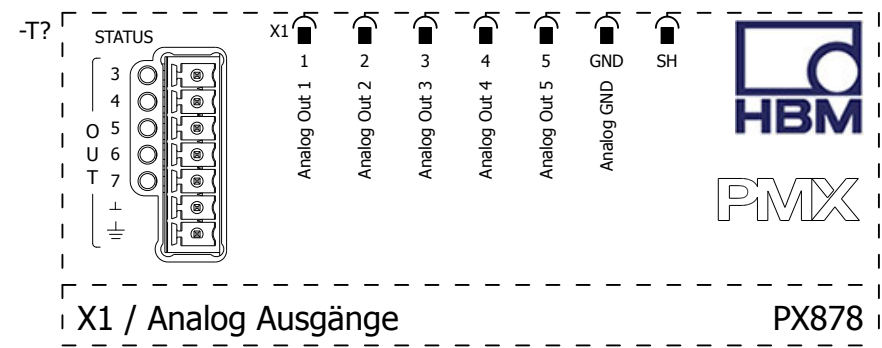 -T?
STATUS
3
4
5
6
7
OUT
X1
1 2 3 4 5 GND SH
Analog Out 1
Analog Out 2
Analog Out 3
Analog Out 4
Analog Out 5
Analog GND
HBM
PMX
X1 / Analog Ausgänge
PX878